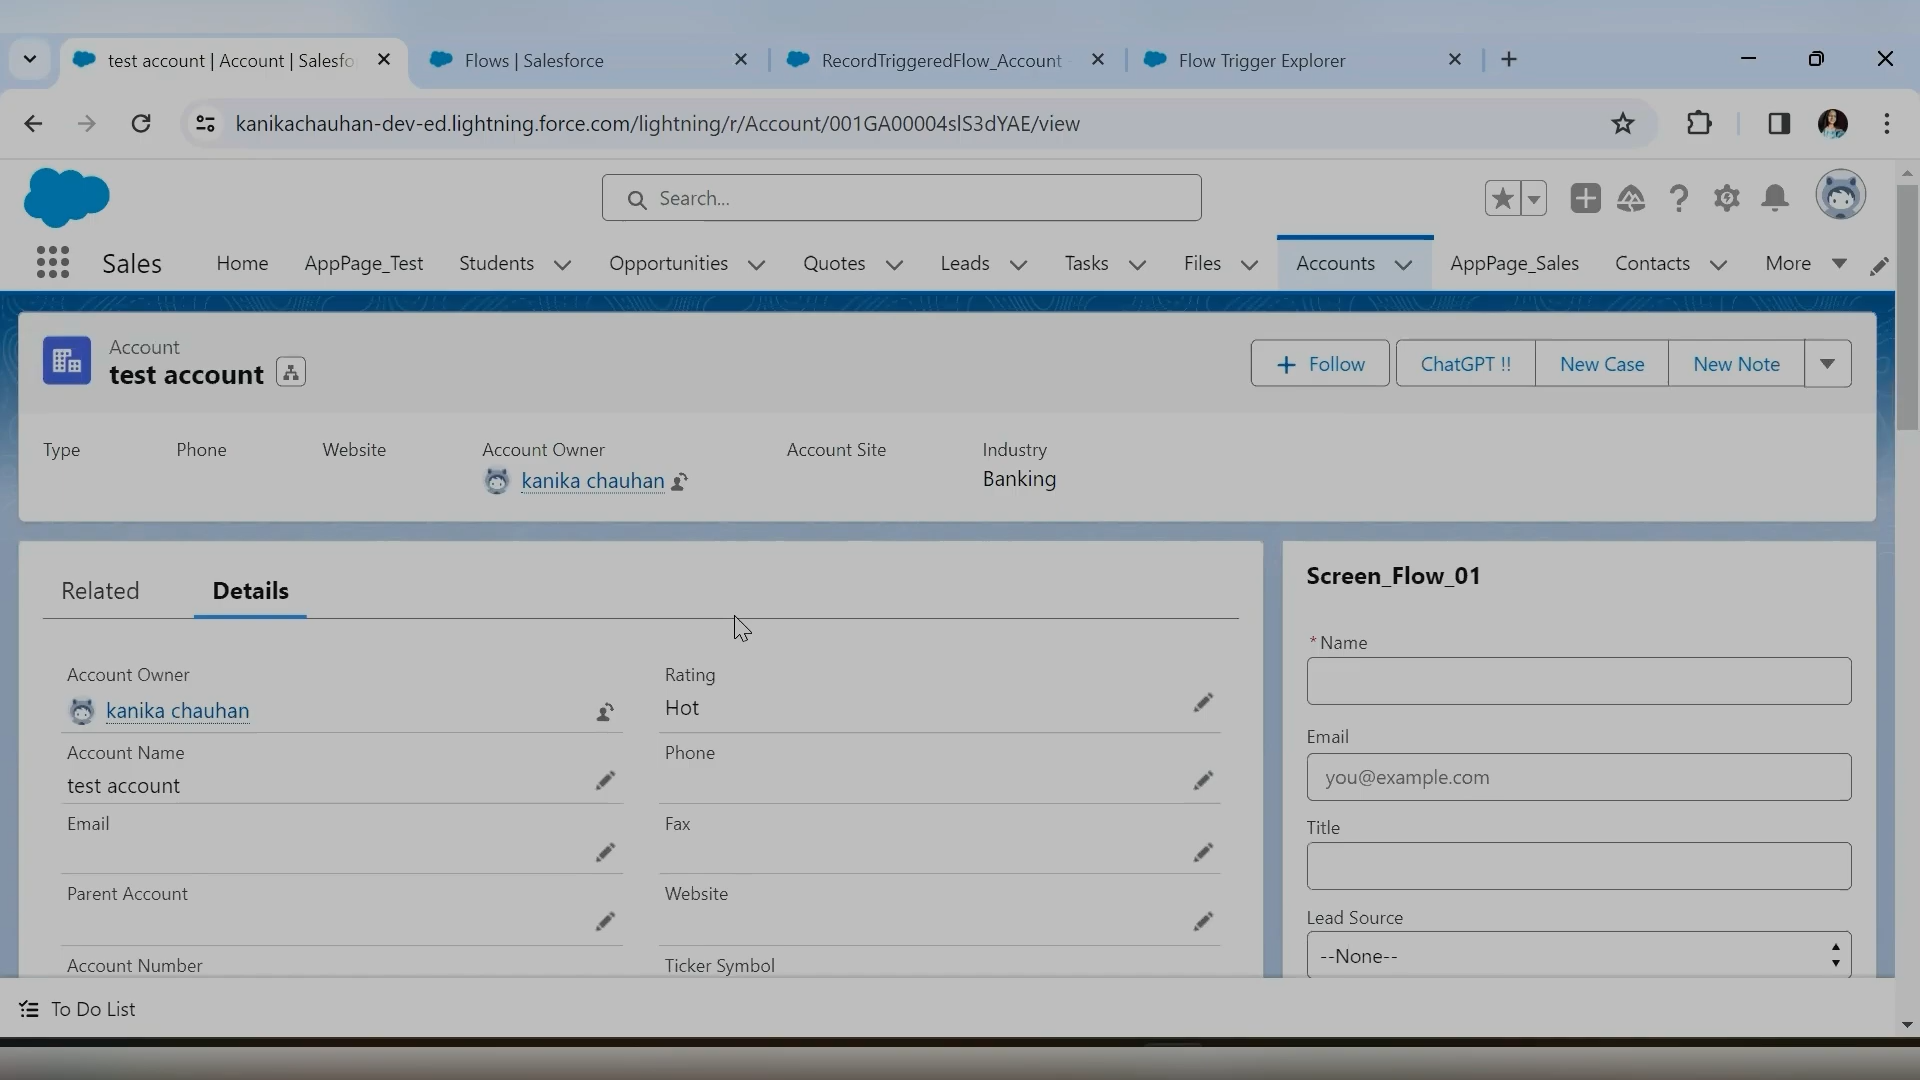 test account | Account | Salesfo
Flows | Salesforce
RecordTriggeredFlow_Account
Flow Trigger Explorer
kanikachauhan-dev-ed.lightning.force.com/lightning/r/Account/001GA00004slS3dYAE/view
Search...
Sales
Home
AppPage_Test
Students
Opportunities
Quotes
Leads
Tasks
Files
Accounts
AppPage_Sales
Contacts
More
Account
test account
Follow
ChatGPT !!
New Case
New Note
Type
Phone
Website
Account Owner
kanika chauhan
Account Site
Industry
Banking
Related
Details
Account Owner
kanika chauhan
Rating
Hot
Account Name
test account
Phone
Email
Fax
Parent Account
Website
Account Number
Ticker Symbol
Screen_Flow_01
*Name
Email
you@example.com
Title
Lead Source
--None--
To Do List